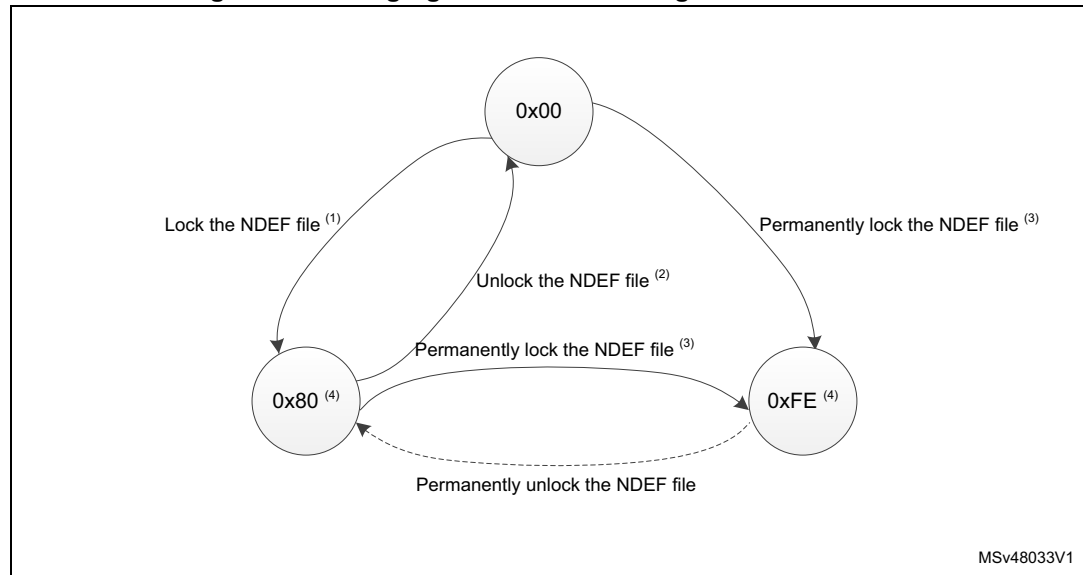 0x00
Lock the NDEF file (1)
Permanently lock the NDEF file (3)
Unlock the NDEF file (2)
Permanently lock the NDEF file (3)
0x80 (4)
0xFE (4)
Permanently unlock the NDEF file
MSv48033V1